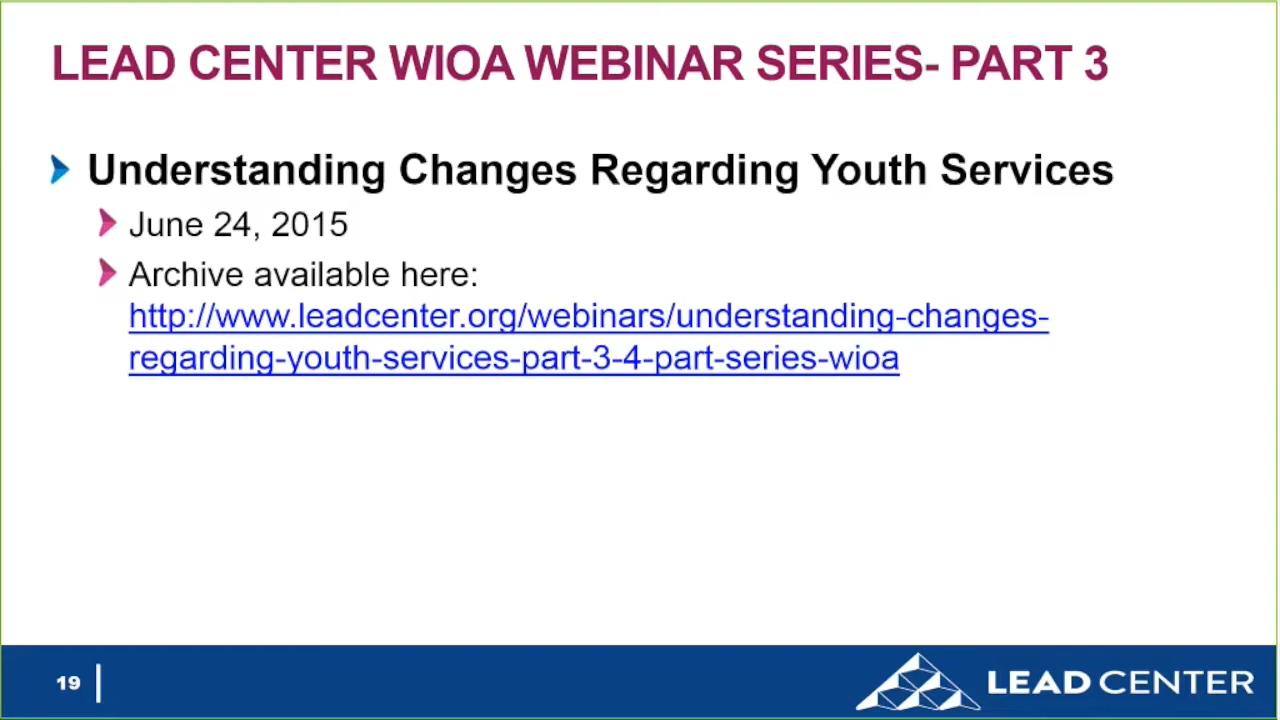 LEAD CENTER WIOA WEBINAR SERIES- PART 3
Understanding Changes Regarding Youth Services
June 24, 2015
Archive available here:
http://www.leadcenter.org/webinars/understanding-changes-
regarding-youth-services-part-3-4-part-series-wioa
19
LEAD CENTER